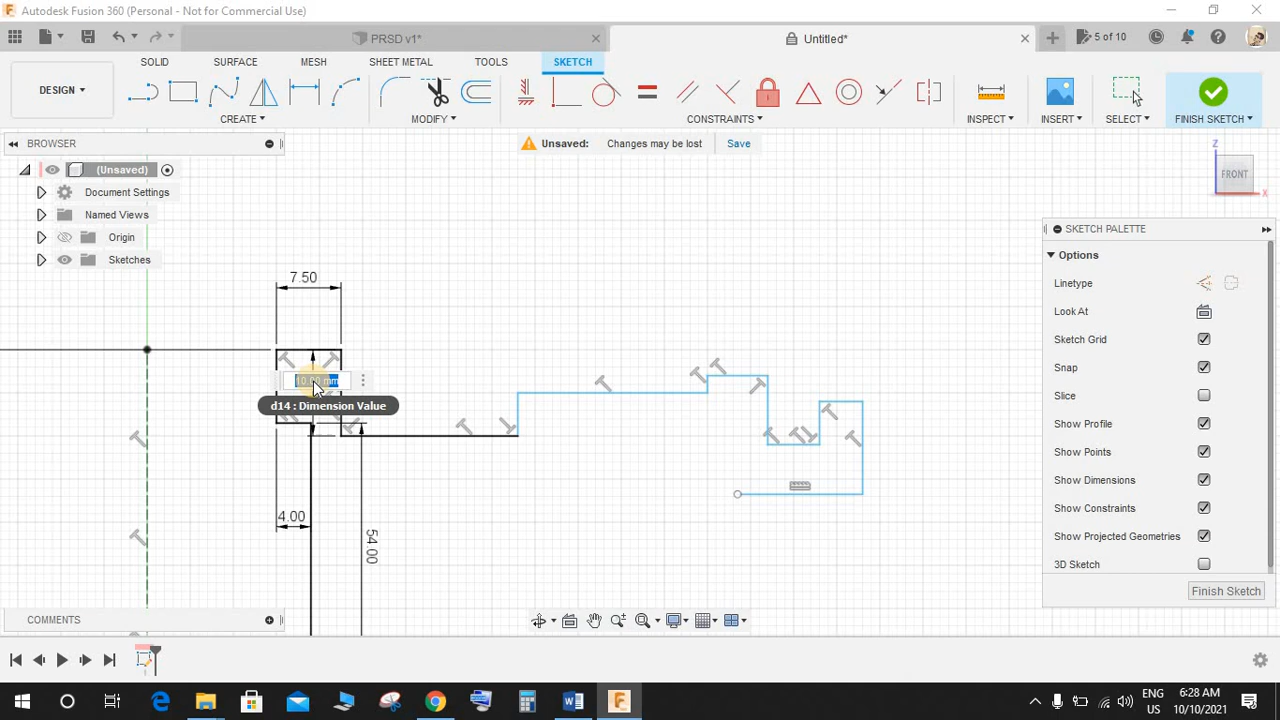 Autodesk Fusion 360 (Personal - Not for Commercial Use)
PRSD v1*
Untitled*
5 of 10
SOLID
SURFACE
MESH
SHEET METAL
TOOLS
SKETCH
DESIGN
CREATE
MODIFY
CONSTRAINTS
INSPECT
INSERT
SELECT
FINISH SKETCH
BROWSER
Unsaved: Changes may be lost Save
(Unsaved)
Document Settings
Named Views
Origin
Sketches
FRONT
Z
X
SKETCH PALETTE
Options
Linetype
Look At
Sketch Grid
Snap
Slice
Show Profile
Show Points
Show Dimensions
Show Constraints
Show Projected Geometries
3D Sketch
Finish Sketch
7.50
d14 : Dimension Value
4.00
54.00
COMMENTS
ENG
US
6:28 AM
10/10/2021